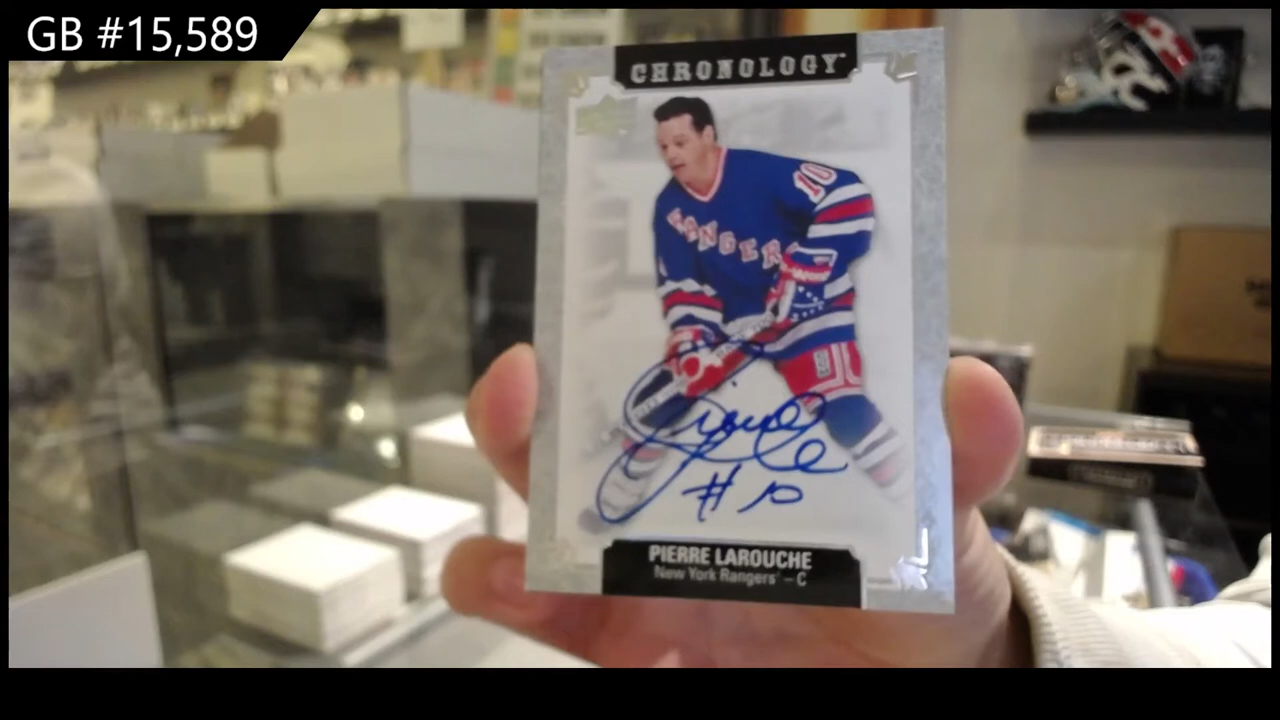 GB #15,589
CHRONOLOGY
10
RANGERS
#10
PIERRE LAROUCHE
New York Rangers - C